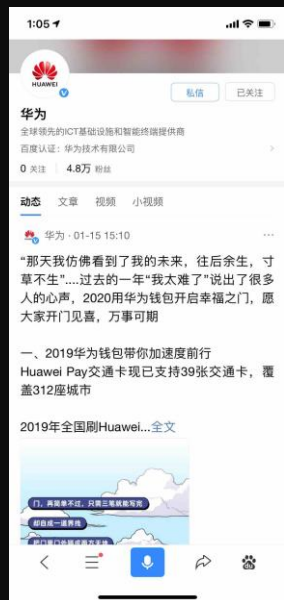 1:05
HUAWEI
私信
已关注
华为
全球领先的ICT基础设施和智能终端提供商
百度认证：华为技术有限公司
0 关注 4.8万 粉丝
动态 文章 视频 小视频
华为 · 01-15 15:10
“那天我仿佛看到了我的未来，往后余生，寸
草不生”....过去的一年“我太难了”说出了很多
人的心声，2020用华为钱包开启幸福之门，愿
大家开门见喜，万事可期
一、2019华为钱包带你加速度前行
Huawei Pay交通卡现已支持39张交通卡，覆
盖312座城市
2019年全国刷Huawei...全文
门，再简单不过，只需三笔就能写完
却自成一道界线